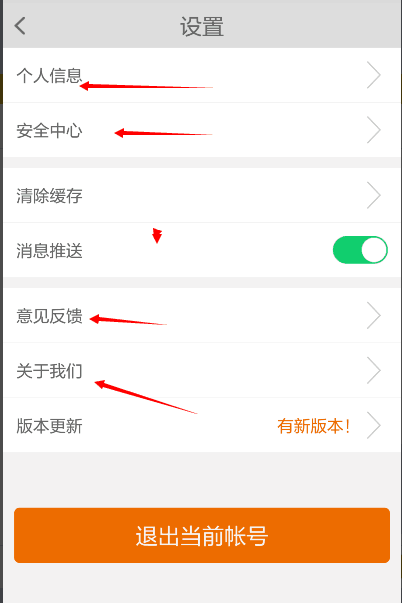 设置
个人信息
安全中心
清除缓存
消息推送
意见反馈
关于我们
版本更新 有新版本！
退出当前帐号